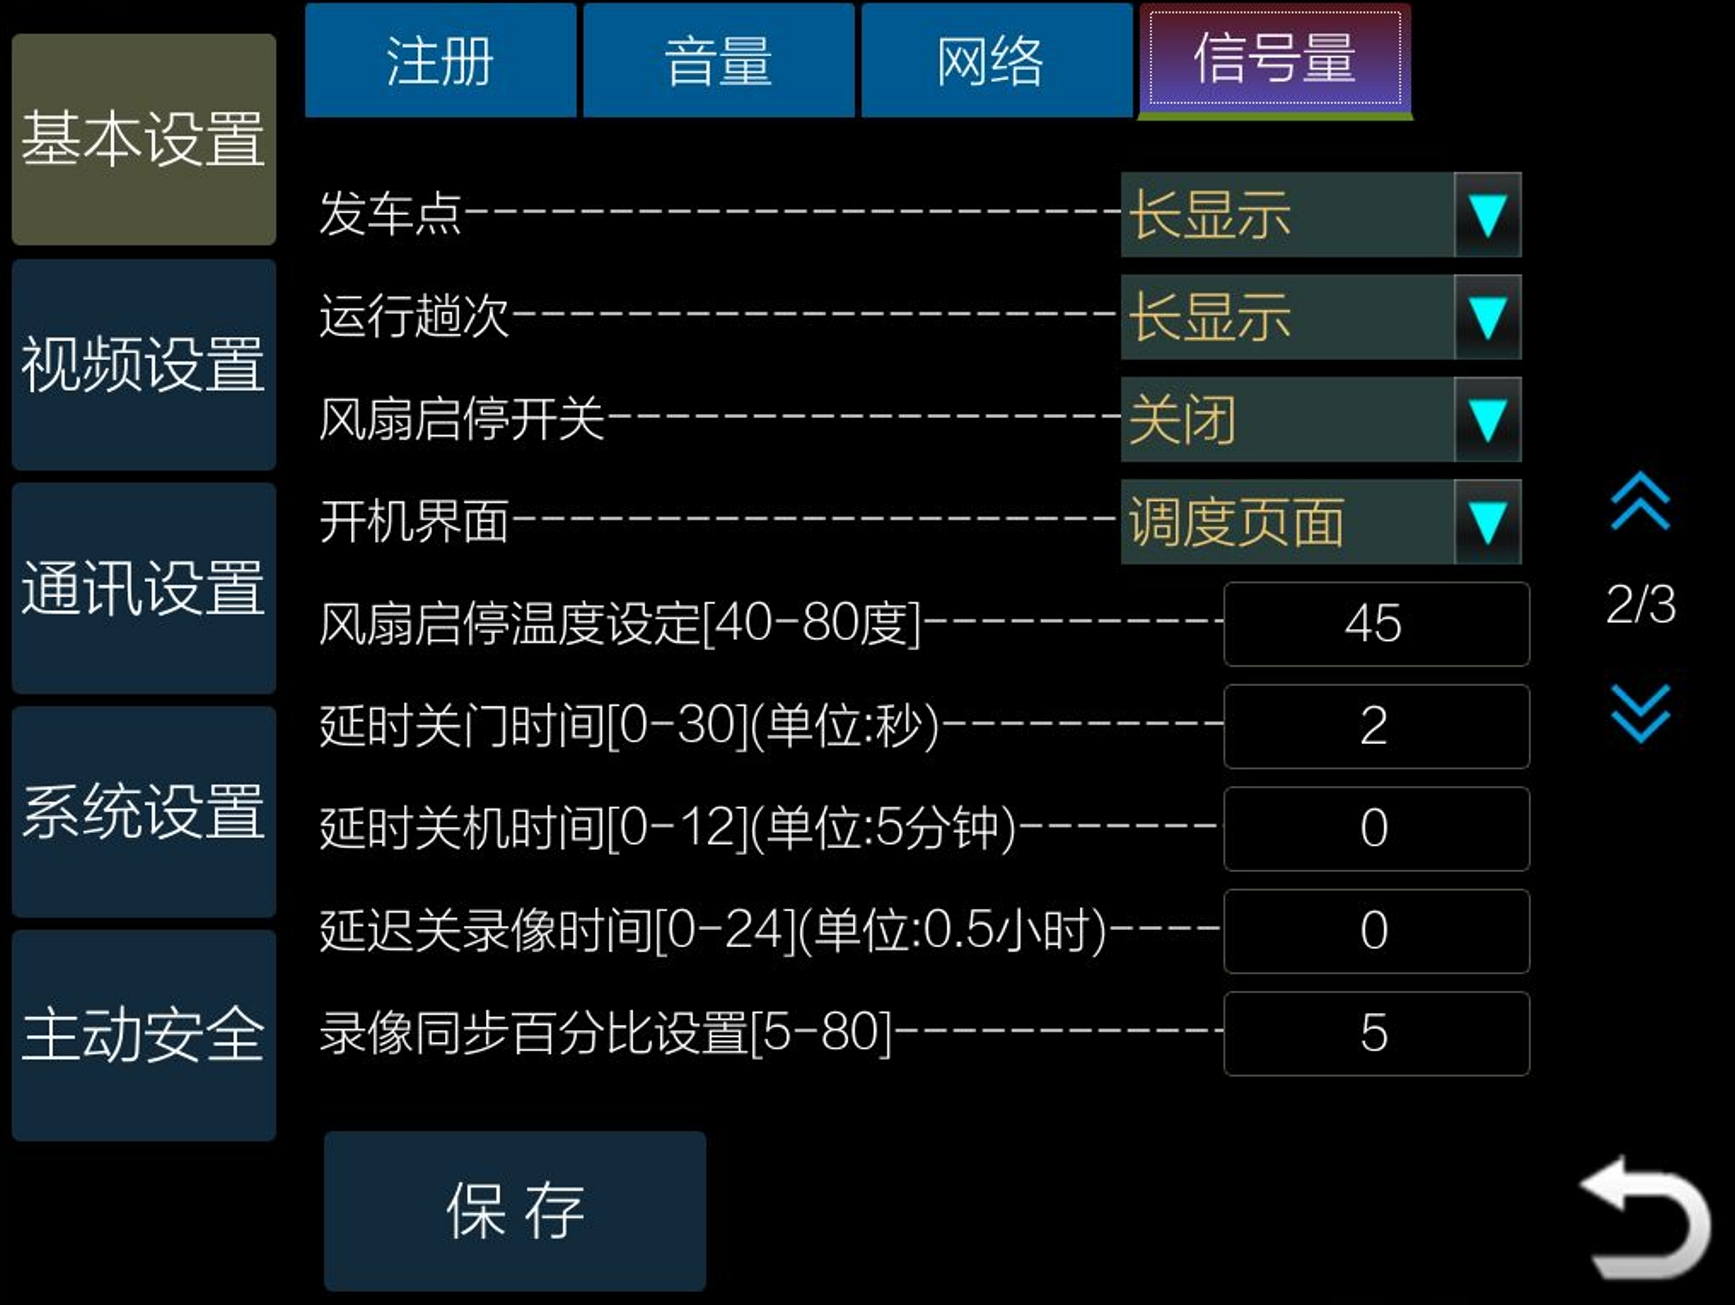 基本设置
视频设置
通讯设置
系统设置
主动安全
注册 音量 网络 信号量
发车点 长显示
运行趟次 长显示
风扇启停开关 关闭
开机界面 调度页面
风扇启停温度设定[40-80度] 45
延时关门时间[0-30](单位:秒) 2
延时关机时间[0-12](单位:5分钟) 0
延迟关录像时间[0-24](单位:0.5小时) 0
录像同步百分比设置[5-80] 5
2/3
保 存